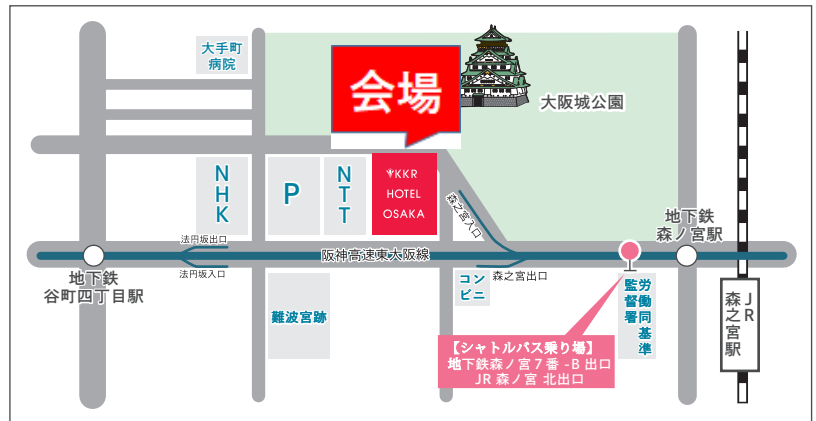 大手町
病院
会場
大阪城公園
NHK
P
NTT
KKR
HOTEL
OSAKA
森之宮入口
地下鉄
森ノ宮駅
法円坂出口
阪神高速東大阪線
法円坂入口
地下鉄
谷町四丁目駅
コン
ビニ
森之宮出口
難波宮跡
労働同基準
監督署
JR
森之宮駅
【シャトルバス乗り場】
地下鉄森ノ宮7番-B出口
JR 森ノ宮 北出口